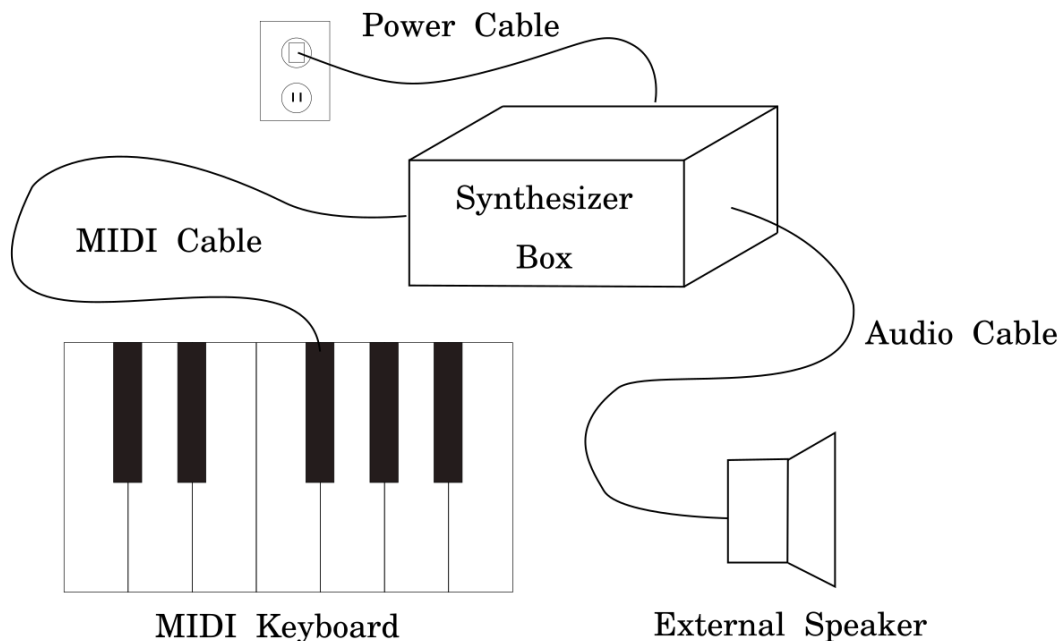 Power Cable
Synthesizer
Box
MIDI Cable
Audio Cable
MIDI Keyboard
External Speaker